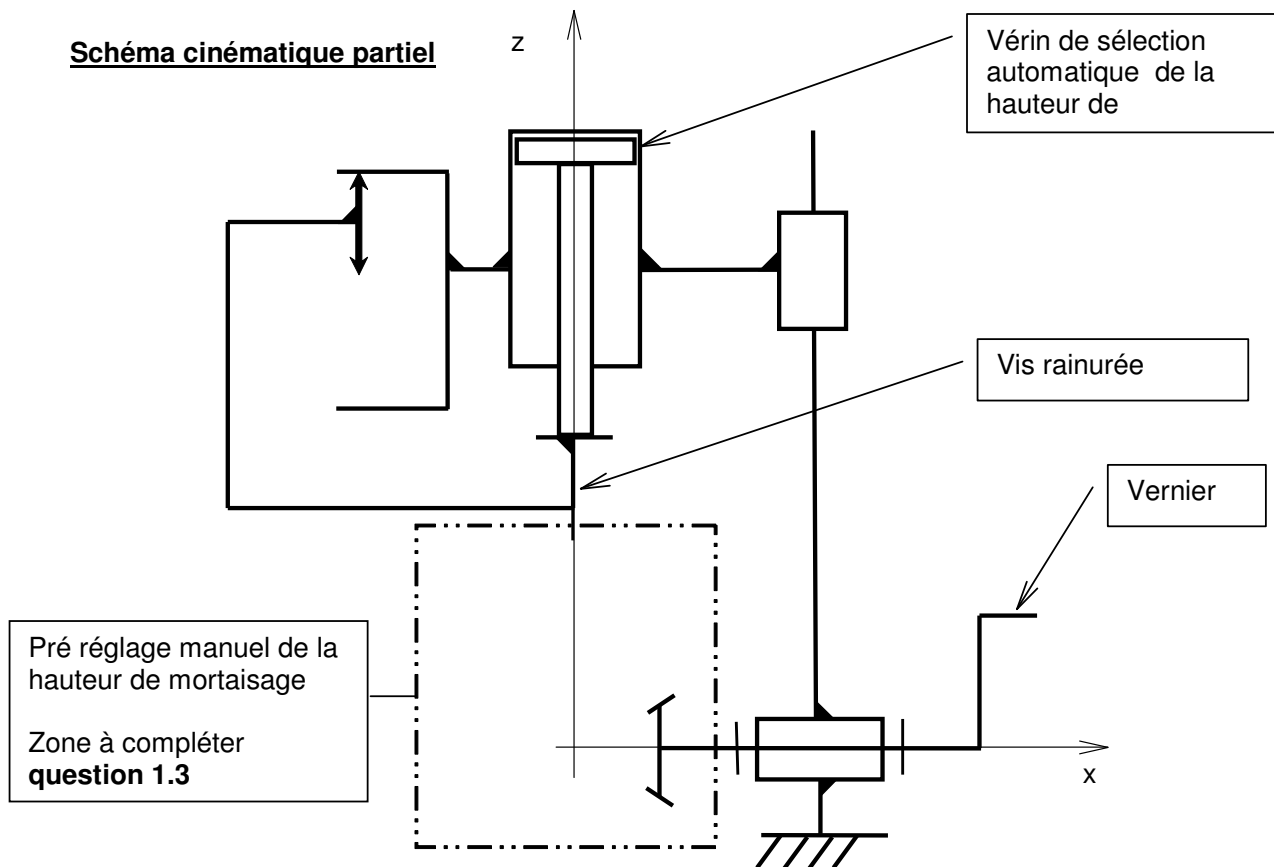 Schéma cinématique partiel
z
Vérin de sélection
automatique de la
hauteur de
Vis rainurée
Vernier
Pré réglage manuel de la
hauteur de mortaisage
Zone à compléter
question 1.3
x